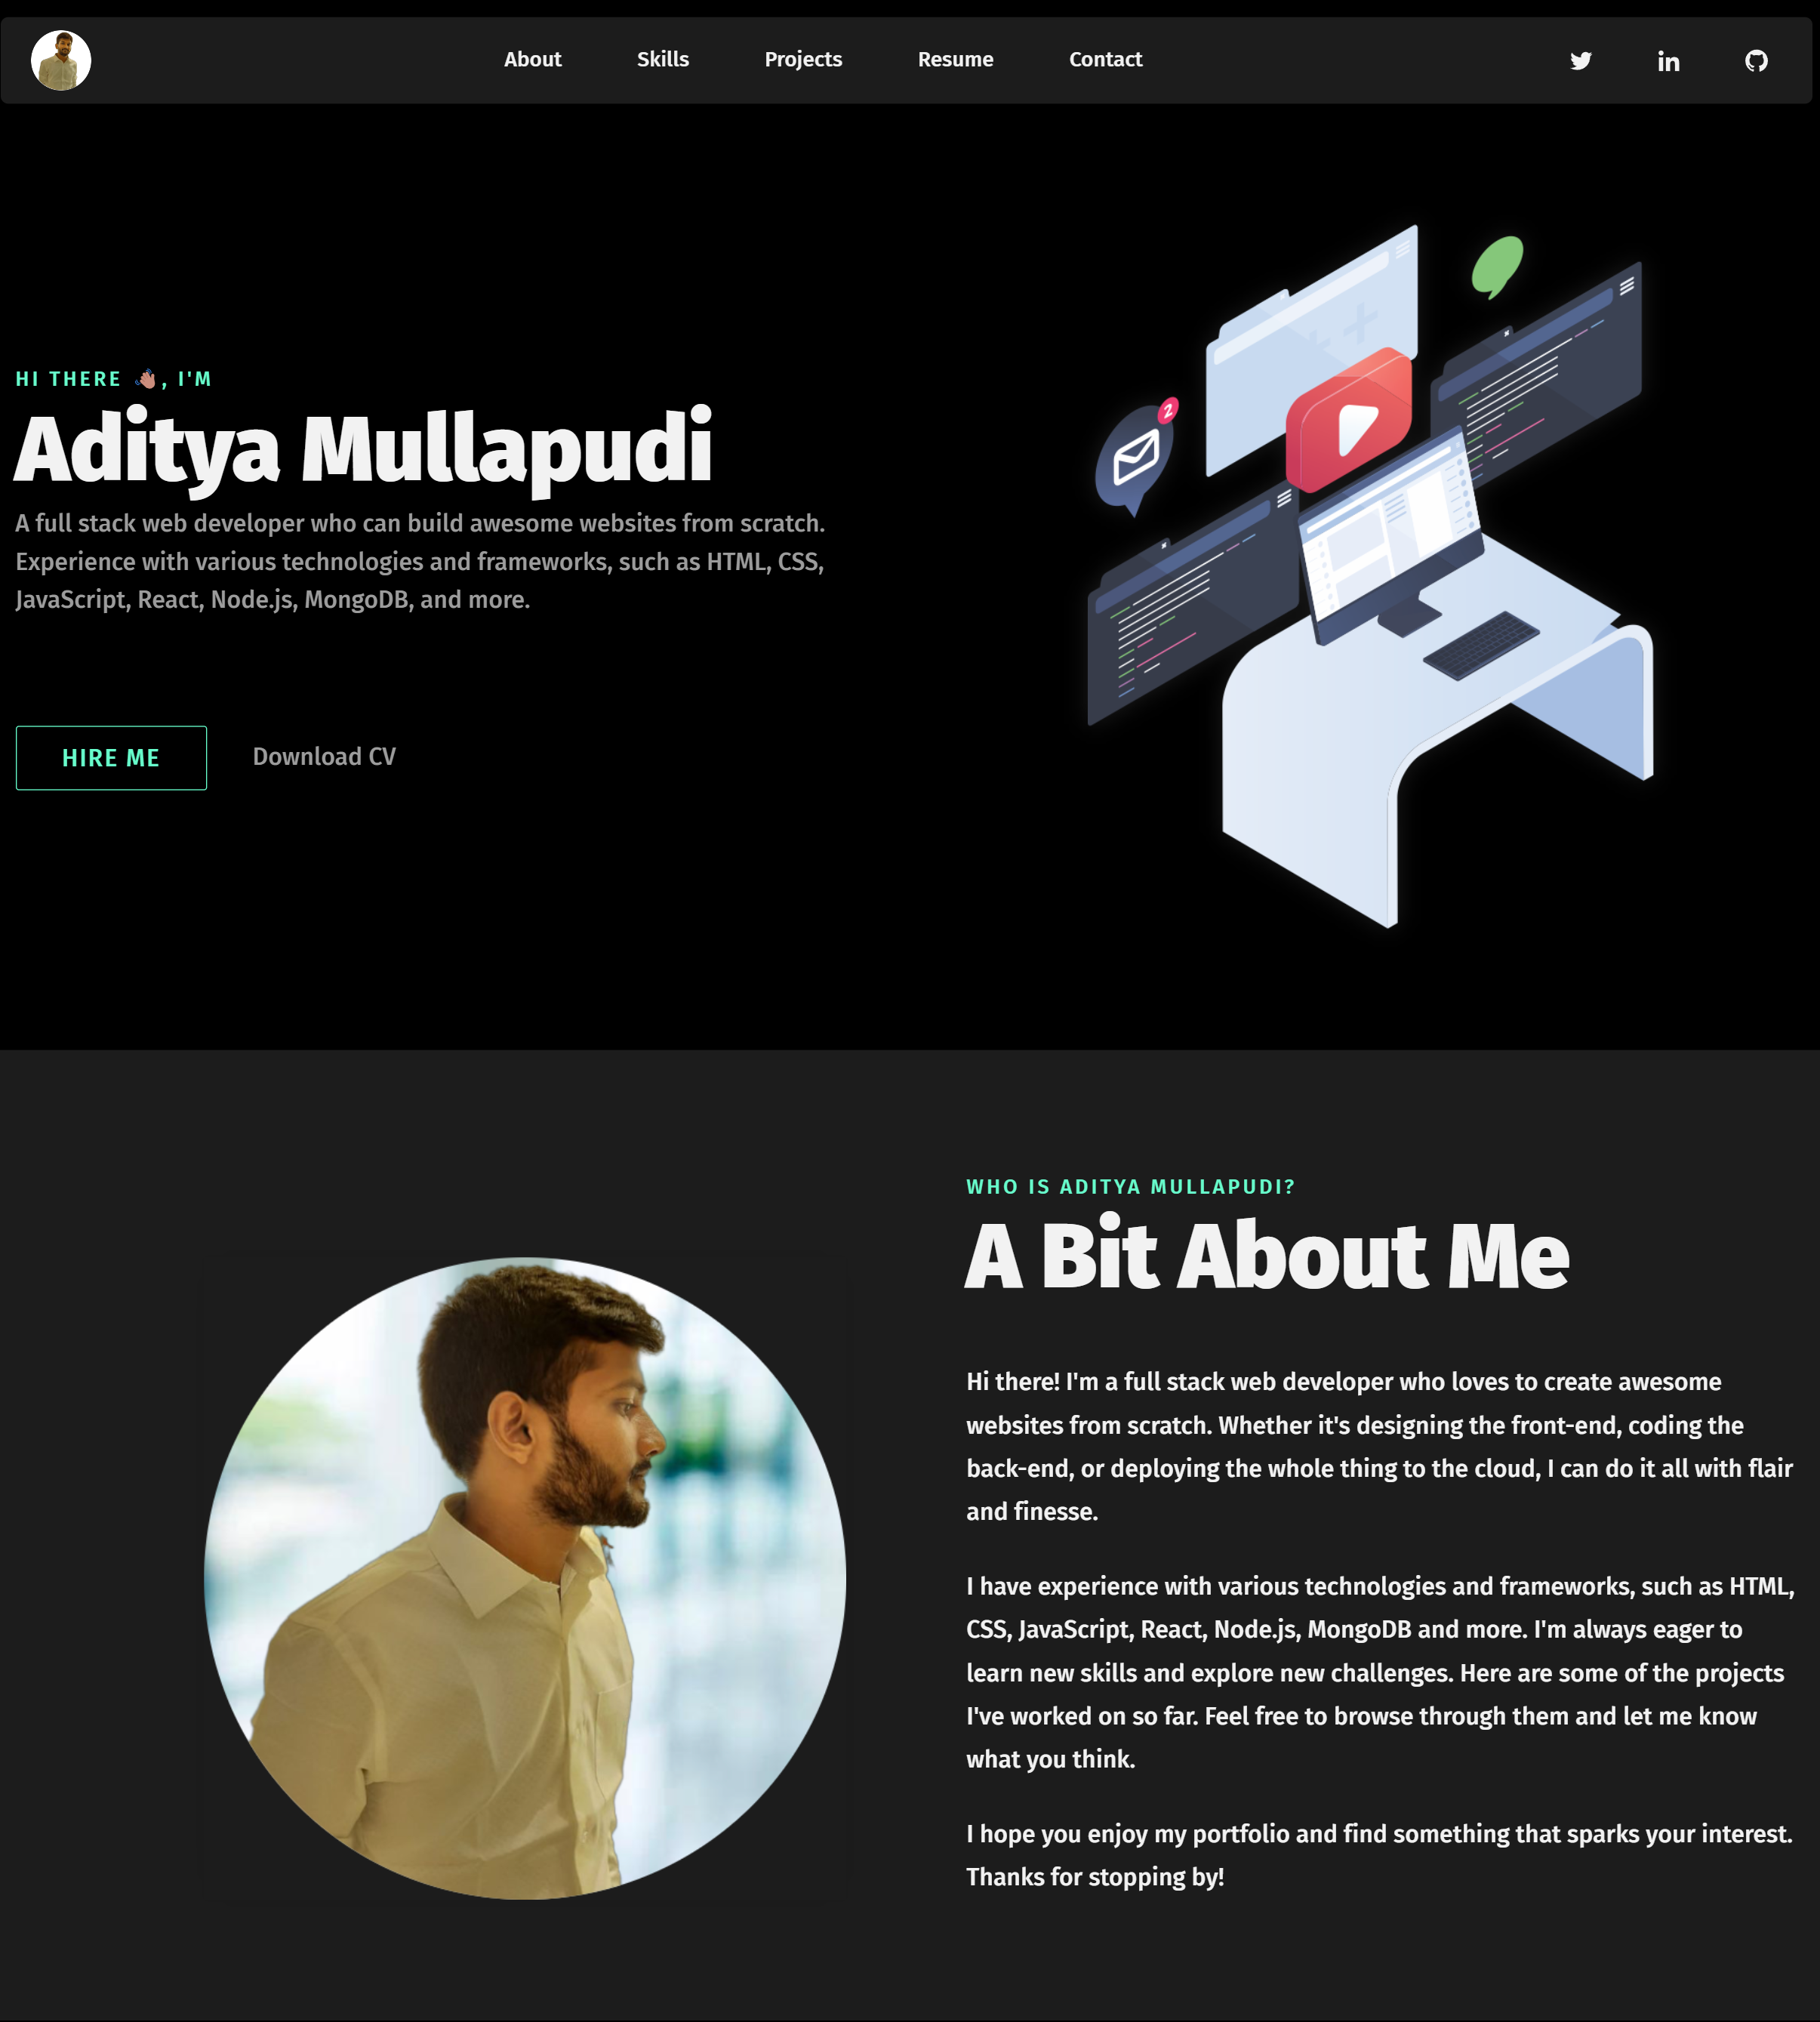 About Skills Projects Resume Contact in
HI THERE 👋🏽, I'M
Aditya Mullapudi
A full stack web developer who can build awesome websites from scratch.
Experience with various technologies and frameworks, such as HTML, CSS,
JavaScript, React, Node.js, MongoDB, and more.
2
HIRE ME Download CV
WHO IS ADITYA MULLAPUDI?
A Bit About Me
Hi there! I'm a full stack web developer who loves to create awesome
websites from scratch. Whether it's designing the front-end, coding the
back-end, or deploying the whole thing to the cloud, I can do it all with flair
and finesse.
I have experience with various technologies and frameworks, such as HTML,
CSS, JavaScript, React, Node.js, MongoDB and more. I'm always eager to
learn new skills and explore new challenges. Here are some of the projects
I've worked on so far. Feel free to browse through them and let me know
what you think.
I hope you enjoy my portfolio and find something that sparks your interest.
Thanks for stopping by!